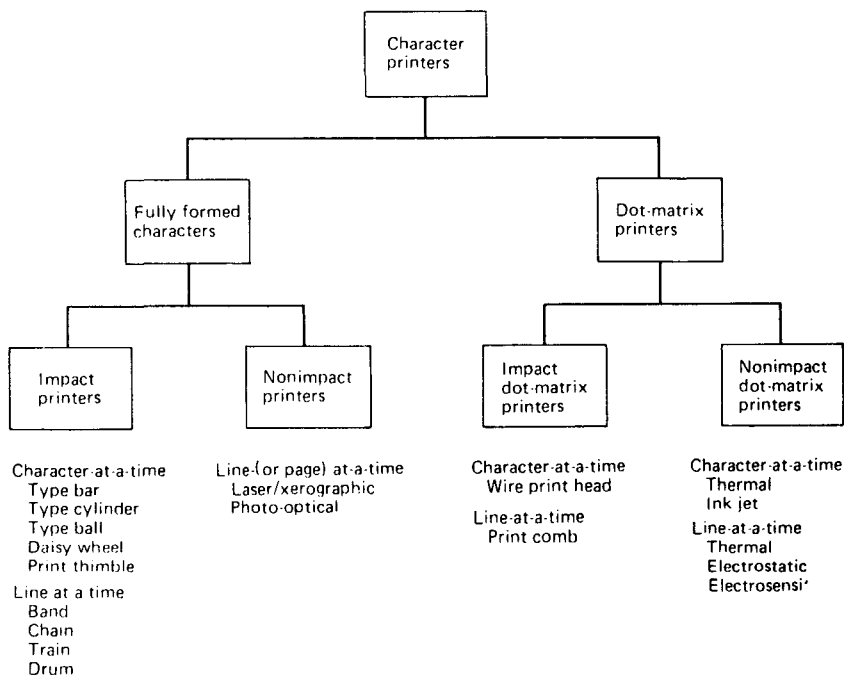 Character
printers
Fully formed
characters
Dot-matrix
printers
Impact
printers
Nonimpact
printers
Impact
dot-matrix
printers
Nonimpact
dot-matrix
printers
Character-at-a-time
Type bar
Type cylinder
Type ball
Daisy wheel
Print thimble
Line at a time
Band
Chain
Train
Drum
Line-(or page) at-a-time
Laser/xerographic
Photo-optical
Character-at-a-time
Wire print head
Line-at-a-time
Print comb
Character-at-a-time
Thermal
Ink jet
Line-at-a-time
Thermal
Electrostatic